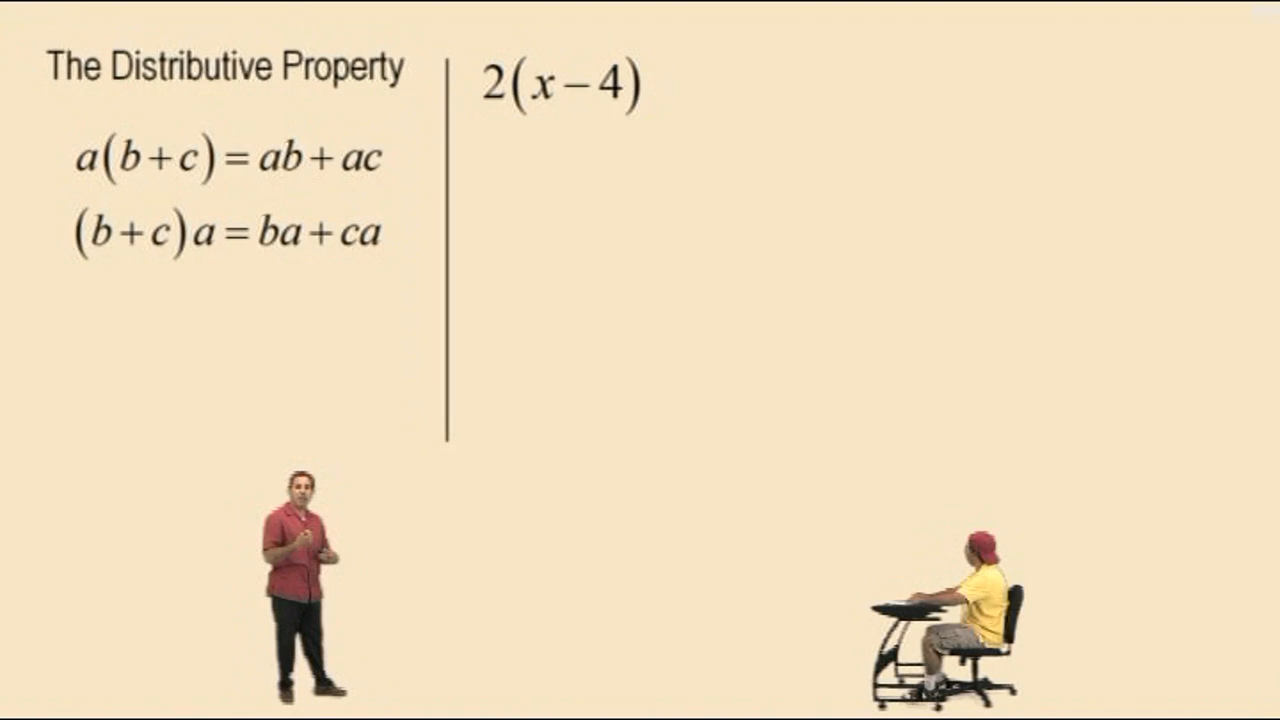 The Distributive Property
a(b+c)=ab+ac
(b+c)a=ba+ca
2(x−4)